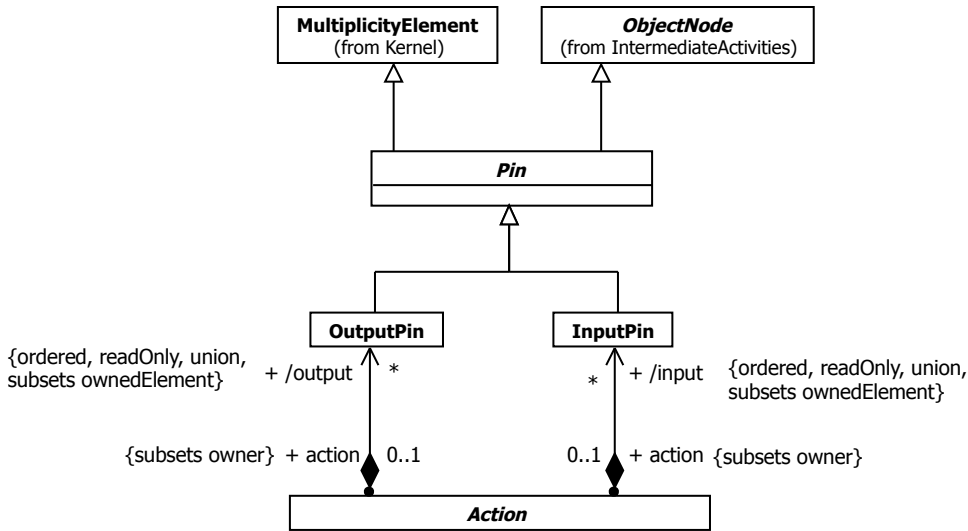 MultiplicityElement
(from Kernel)
ObjectNode
(from IntermediateActivities)
Pin
OutputPin
InputPin
{ordered, readOnly, union,
subsets ownedElement}
+ /output
*
*
+ /input
{ordered, readOnly, union,
subsets ownedElement}
{subsets owner}
+ action
0..1
0..1
+ action
{subsets owner}
Action